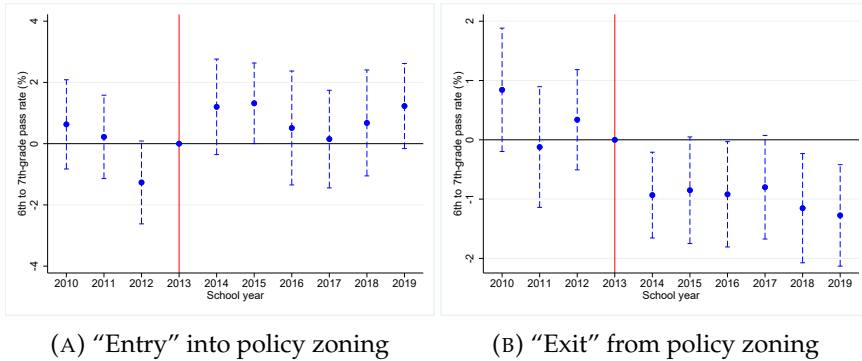 6th to 7th-grade pass rate (%)
4
2
0
-2
-4
2010 2011 2012 2013 2014 2015 2016 2017 2018 2019
School year
(A) “Entry” into policy zoning
6th to 7th-grade pass rate (%)
2
1
0
-1
-2
2010 2011 2012 2013 2014 2015 2016 2017 2018 2019
School year
(B) “Exit” from policy zoning